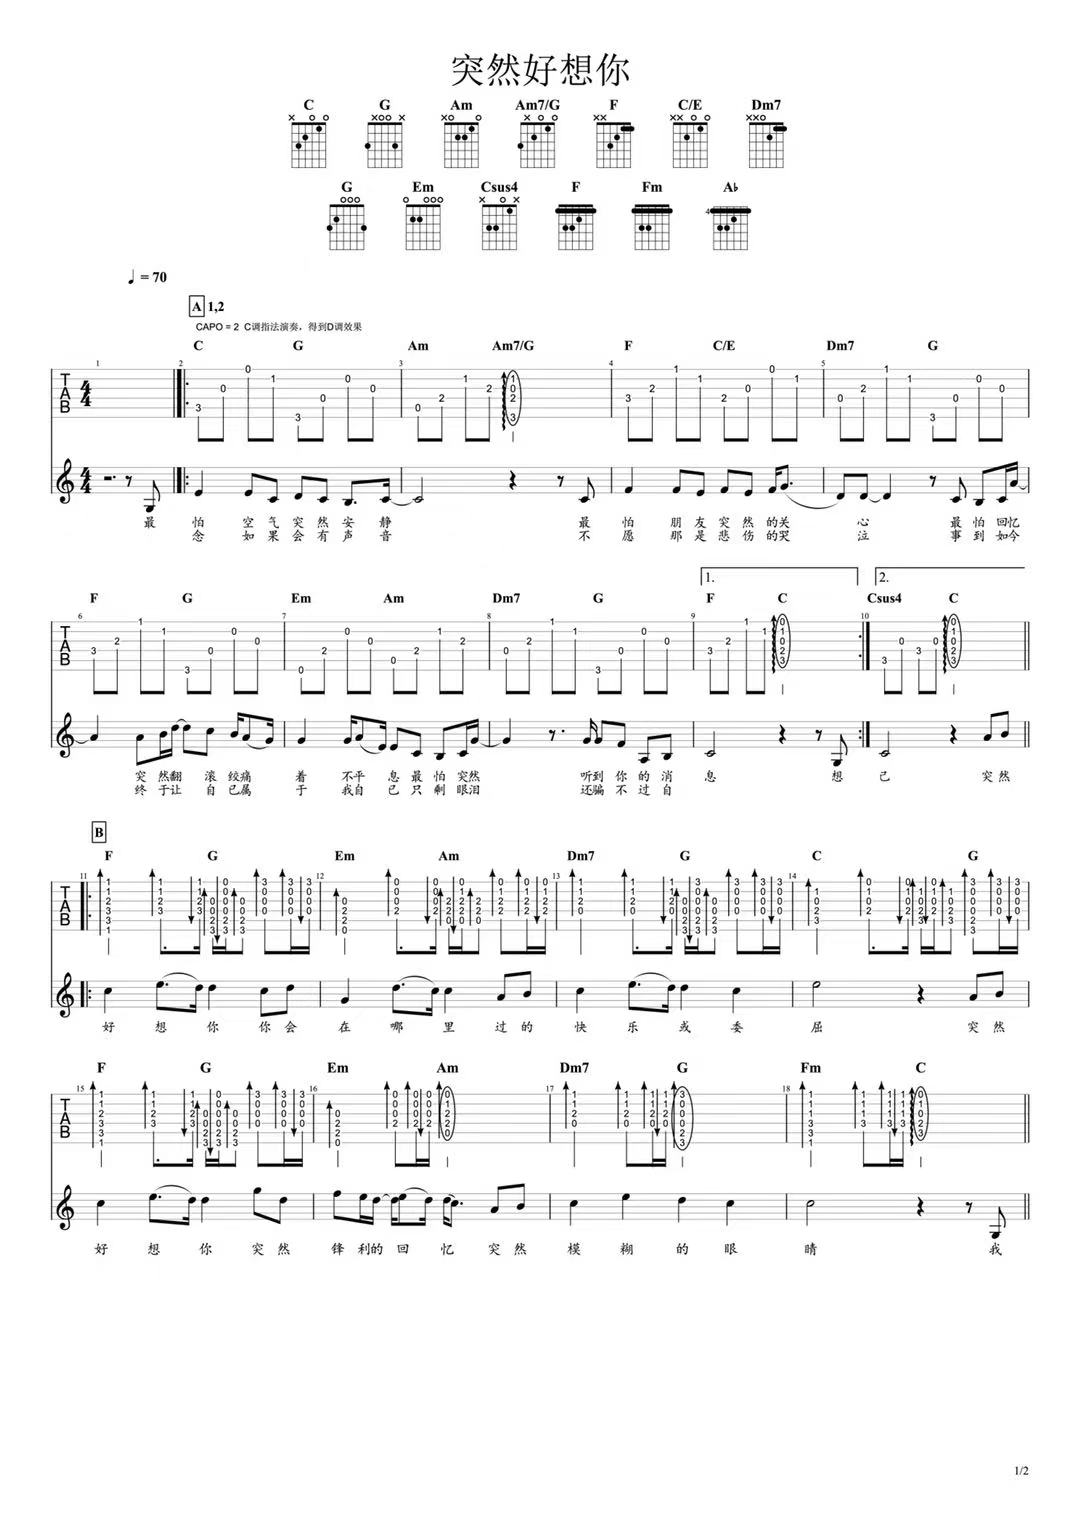 突然好想你
C G Am Am7/G F C/E Dm7
G Em Csus4 F Fm A♭
4
♩ = 70
A 1,2
CAPO = 2 C调指法演奏，得到D调效果
C G Am Am7/G F C/E Dm7 G
最 怕 空 气 突 然 安 静 最 怕 朋 友 突 然 的 关 心 最 怕 回忆
念 如 果 会 有 声 音 不 愿 那 是 悲 伤 的 哭 泣 事 到 如今
1. 2.
F G Em Am Dm7 G F C Csus4 C
突 然翻 滚 绞痛 着 不平 息 最 怕 突然 听到 你 的 消 息 想 己 突然
终 于让 自 己属 于 我自 己 只 剩 眼泪 还骗 不 过 自
B
F G Em Am Dm7 G C G
好 想 你 你 会 在 哪 里 过 的 快 乐 或 委 屈 突 然
F G Em Am Dm7 G Fm C
好 想 你 突 然 锋 利的 回 忆 突 然 模 糊 的 眼 睛 我
1/2